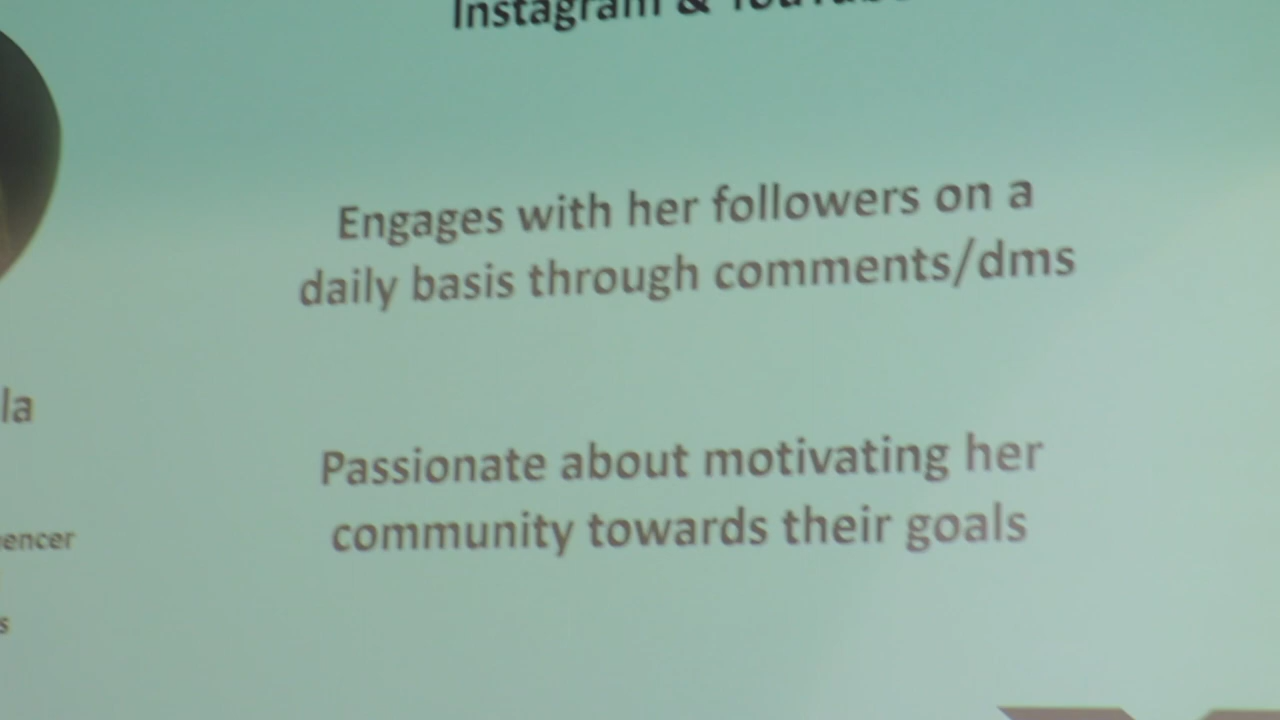 Instagram & YouTube
Engages with her followers on a
daily basis through comments/dms
la
Passionate about motivating her
community towards their goals
encer
s